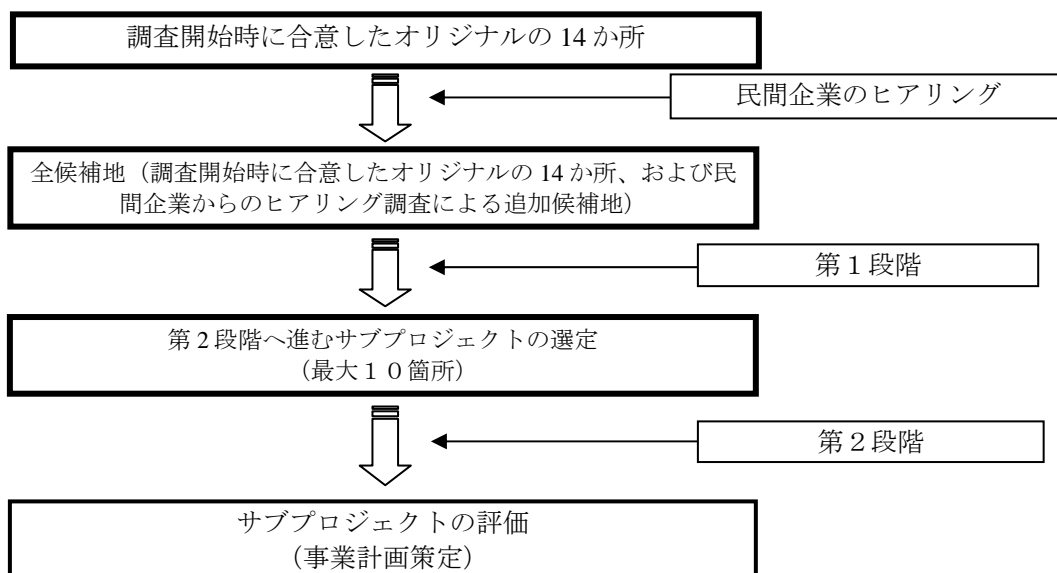 調査開始時に合意したオリジナルの 14 か所
民間企業のヒアリング
全候補地（調査開始時に合意したオリジナルの 14 か所、および民
間企業からのヒアリング調査による追加候補地）
第１段階
第 2 段階へ進むサブプロジェクトの選定
（最大１０箇所）
第２段階
サブプロジェクトの評価
（事業計画策定）